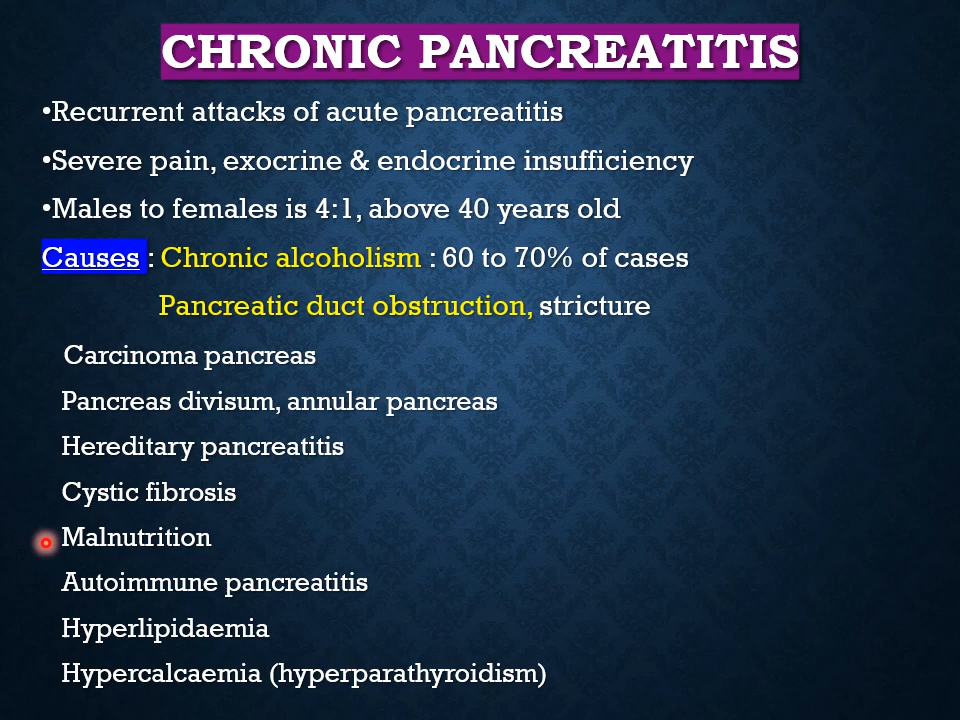 CHRONIC PANCREATITIS
•Recurrent attacks of acute pancreatitis
•Severe pain, exocrine & endocrine insufficiency
•Males to females is 4:1, above 40 years old
Causes : Chronic alcoholism : 60 to 70% of cases
Pancreatic duct obstruction, stricture
Carcinoma pancreas
Pancreas divisum, annular pancreas
Hereditary pancreatitis
Cystic fibrosis
Malnutrition
Autoimmune pancreatitis
Hyperlipidaemia
Hypercalcaemia (hyperparathyroidism)